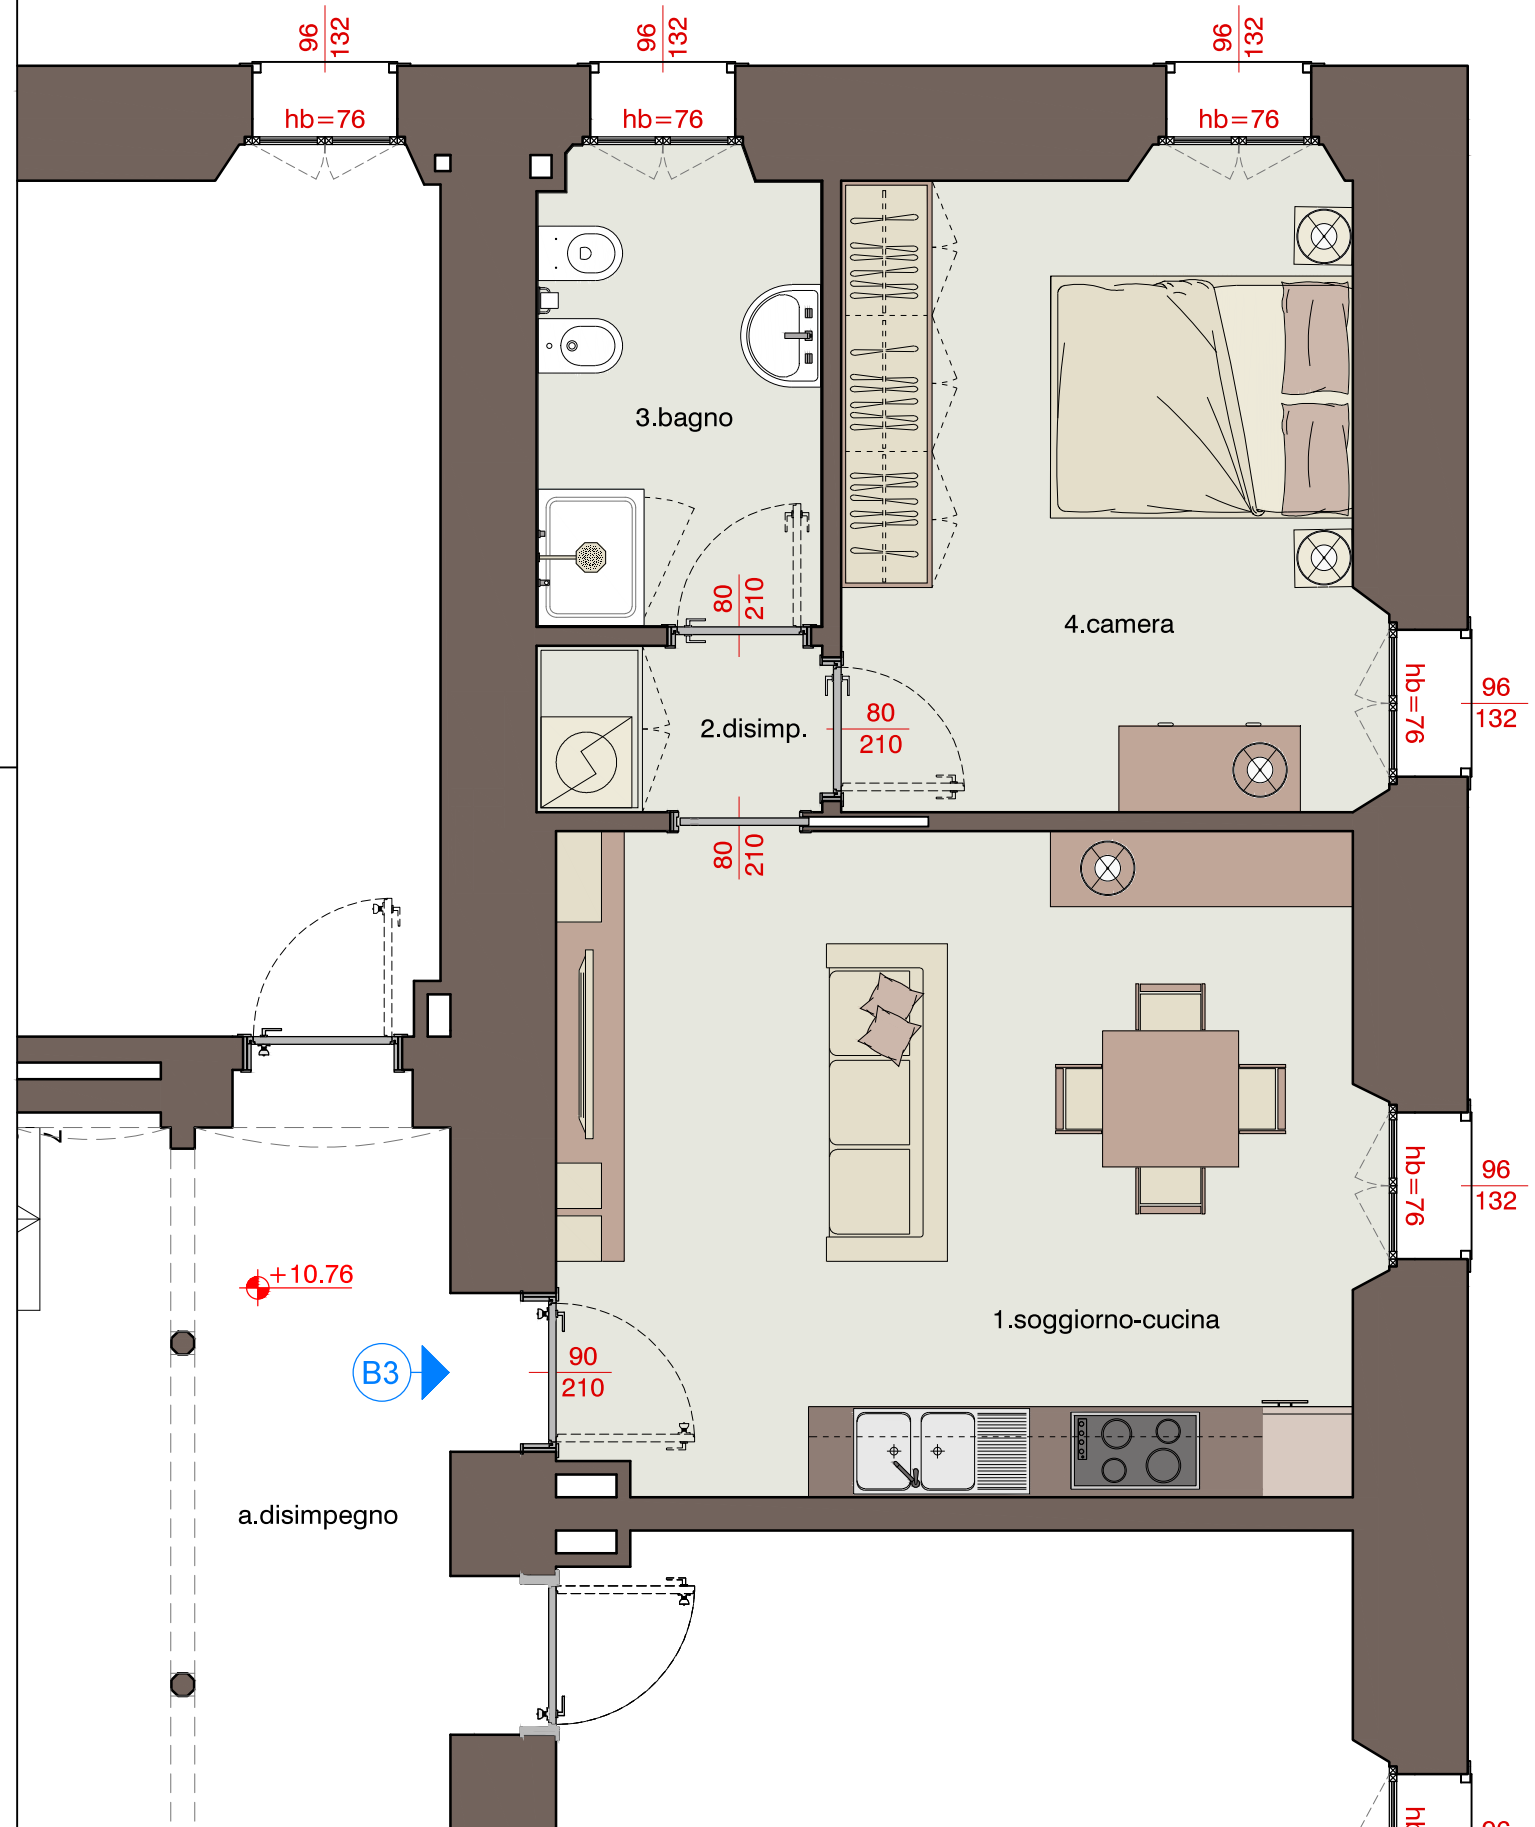 96
132
96
132
96
132
hb=76
hb=76
hb=76
3.bagno
80
210
4.camera
2.disimp.
80
210
hb=76
96
132
80
210
hb=76
96
132
+10.76
1.soggiorno-cucina
B3
90
210
a.disimpegno